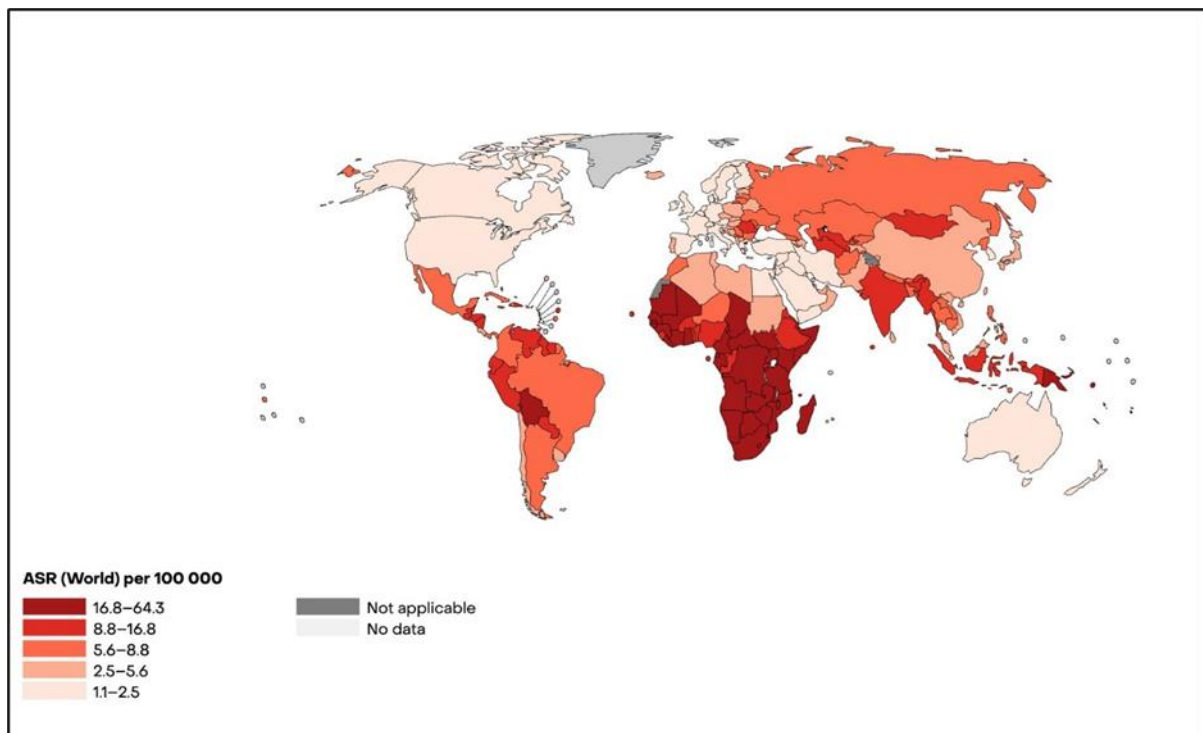 ASR (World) per 100 000
16.8–64.3
8.8–16.8
5.6–8.8
2.5–5.6
1.1–2.5
Not applicable
No data